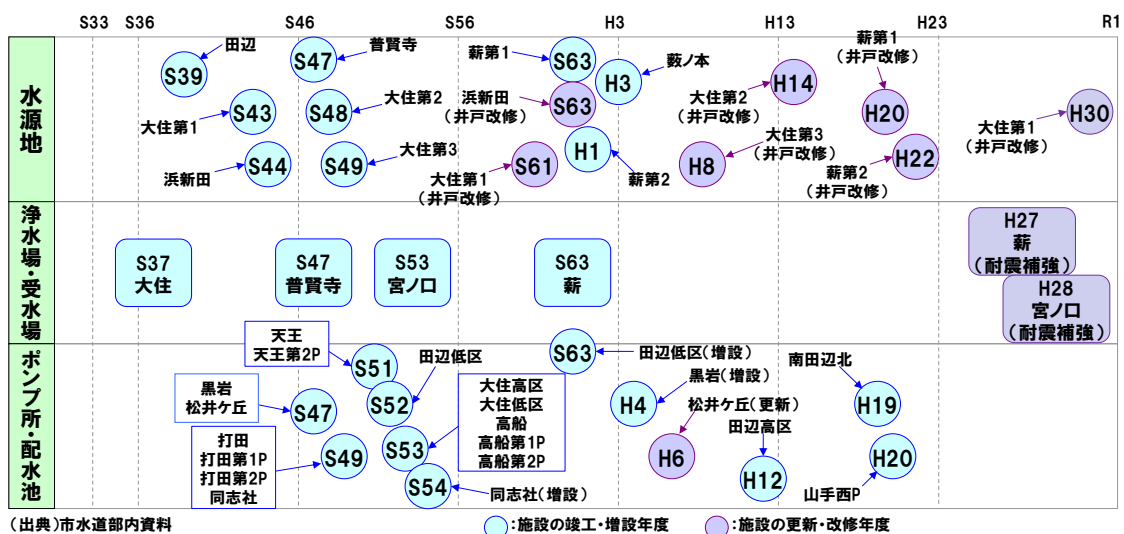 S33 S36 S46 S56 H3 H13 H23 R1
水源地
田辺
S39
大住第1
S43
浜新田
S44
普賢寺
S47
大住第2
S48
大住第3
S49
薪第1
S63
浜新田
（井戸改修）
S63
大住第1
（井戸改修）
S61
薮ノ本
H3
H1
薪第2
大住第2
（井戸改修）
H14
大住第3
（井戸改修）
H8
薪第1
（井戸改修）
H20
薪第2
（井戸改修）
H22
大住第1
（井戸改修）
H30
浄水場・受水場
S37
大住
S47
普賢寺
S53
宮ノ口
S63
薪
H27
薪
（耐震補強）
H28
宮ノ口
（耐震補強）
ポンプ所・配水池
天王
天王第2P
S51
黒岩
松井ケ丘
S47
打田
打田第1P
打田第2P
同志社
S49
田辺低区
S52
大住高区
大住低区
高船
高船第1P
高船第2P
S53
S54
同志社（増設）
S63
田辺低区（増設）
黒岩（増設）
H4
松井ケ丘（更新）
H6
田辺高区
H12
南田辺北
H19
山手西P
H20
（出典）市水道部内資料
：施設の竣工・増設年度
：施設の更新・改修年度